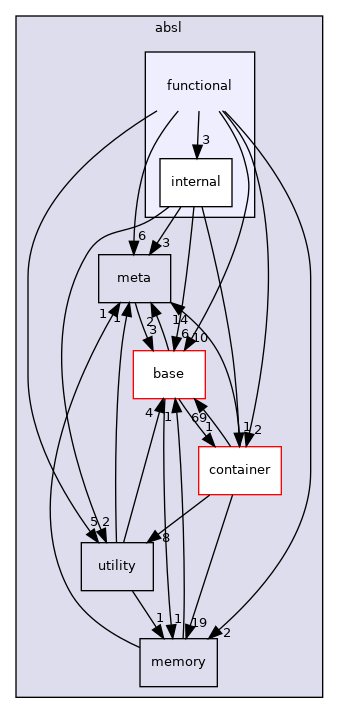 absl
functional
3
internal
6
3
meta
1 1 3 2 14 6 10
base
4 1 69 1 1 2
container
5 2
8
utility
1 1 19 2
memory